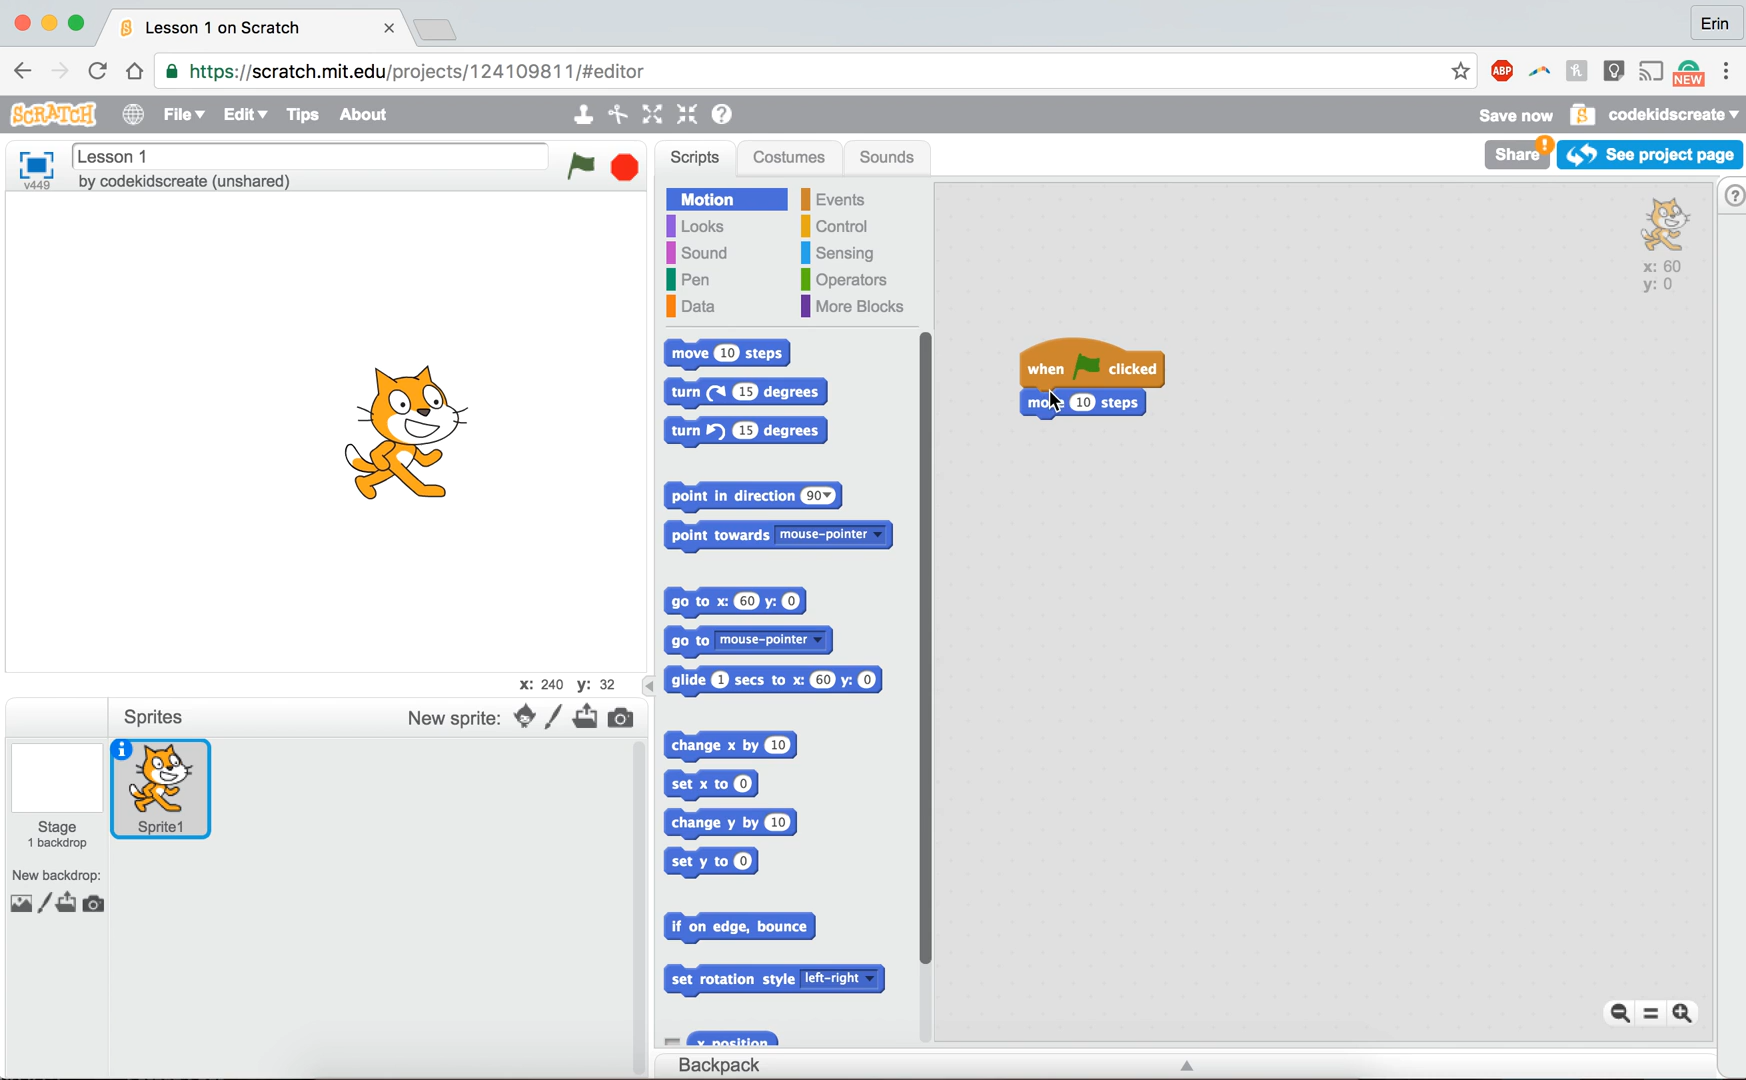 Lesson 1 on Scratch
Erin
https://scratch.mit.edu/projects/124109811/#editor
ABP
NEW
SCRATCH
File
Edit
Tips
About
Save now
codekidscreate
v449
Lesson 1
by codekidscreate (unshared)
Scripts
Costumes
Sounds
Share
!
See project page
Motion
Events
Looks
Control
Sound
Sensing
Pen
Operators
Data
More Blocks
x: 60
y: 0
move 10 steps
turn 15 degrees
turn 15 degrees
point in direction 90
point towards mouse-pointer
go to x: 60 y: 0
go to mouse-pointer
glide 1 secs to x: 60 y: 0
change x by 10
set x to 0
change y by 10
set y to 0
if on edge, bounce
set rotation style left-right
x position
when clicked
10 steps
x: 240 y: 32
Sprites
New sprite:
Stage
1 backdrop
New backdrop:
Sprite1
Backpack